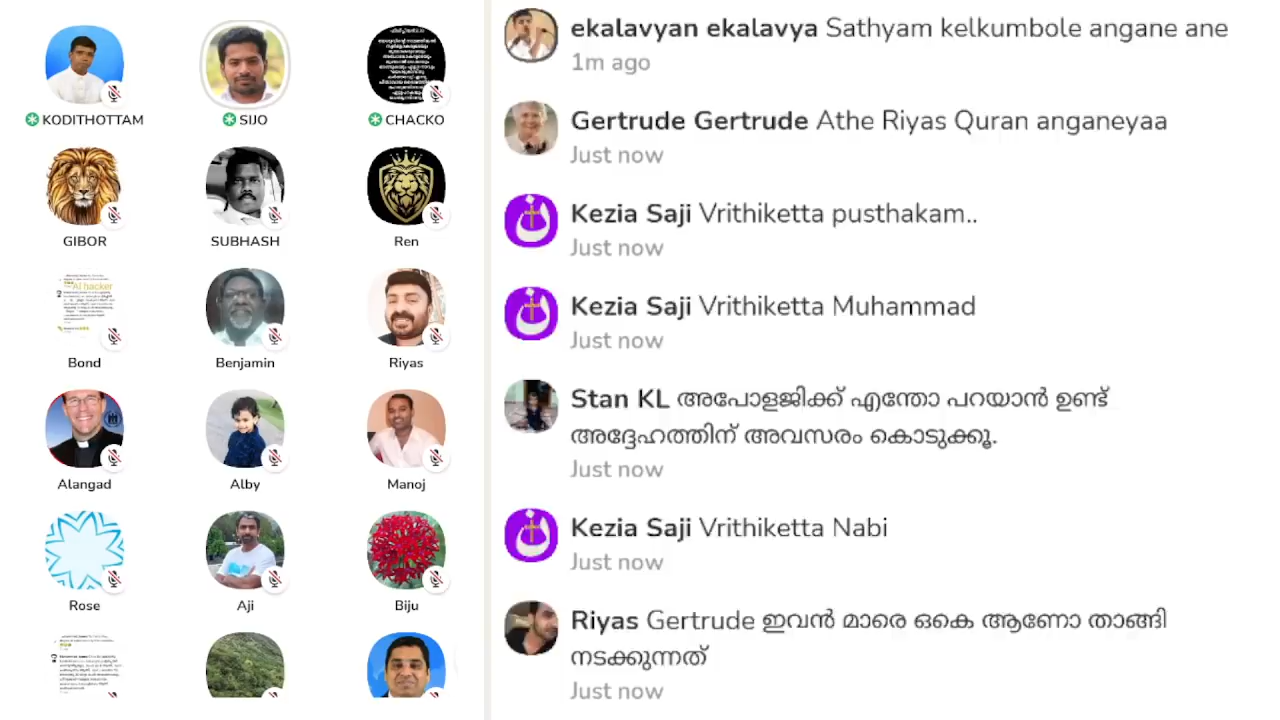 KODITHOTTAM
SIJO
CHACKO
GIBOR
SUBHASH
Ren
AI hacker
Bond
Benjamin
Riyas
Alangad
Alby
Manoj
Rose
Aji
Biju
ekalavyan ekalavya Sathyam kelkumbole angane ane
1m ago
Gertrude Gertrude Athe Riyas Quran anganeyaa
Just now
Kezia Saji Vrithiketta pusthakam..
Just now
Kezia Saji Vrithiketta Muhammad
Just now
Stan KL അപോളജിക്ക് എന്തോ പറയാൻ ഉണ്ട്
അദ്ദേഹത്തിന് അവസരം കൊടുക്കൂ.
Just now
Kezia Saji Vrithiketta Nabi
Just now
Riyas Gertrude ഇവൻ മാരെ ഒകെ ആണോ താങ്ങി
നടക്കുന്നത്
Just now